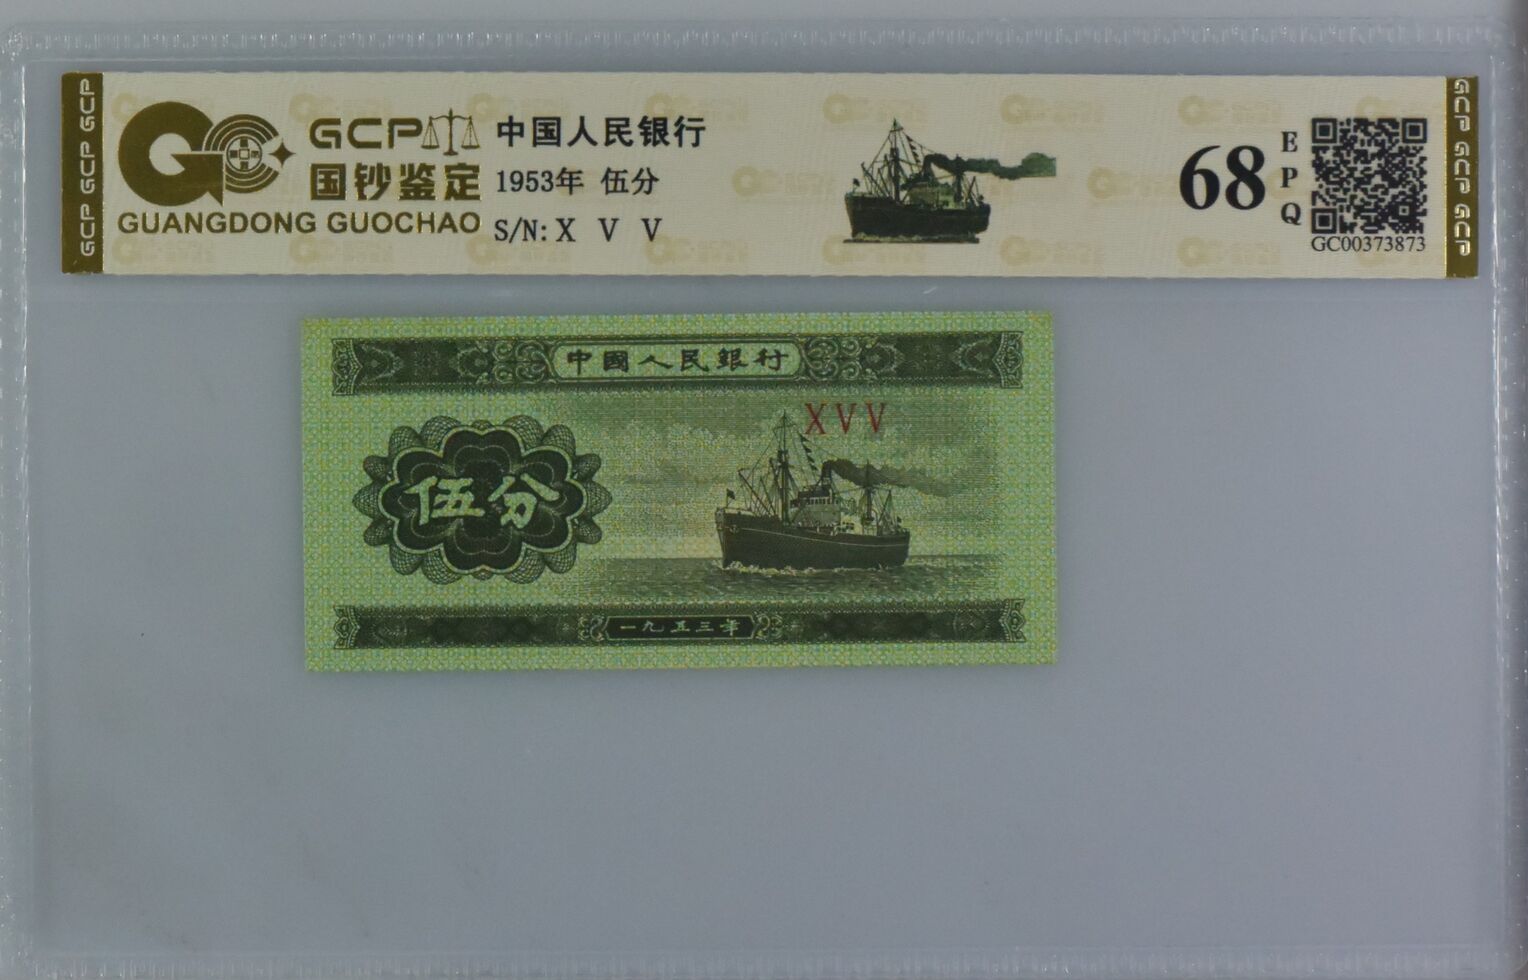 GCP GCP GCP
GCP
国钞鉴定
GUANGDONG GUOCHAO
中国人民银行
1953年 伍分
S/N: X V V
68
E
P
Q
GC00373873
GCP GCP GCP
中國人民銀行
XVV
伍分
一九五三年